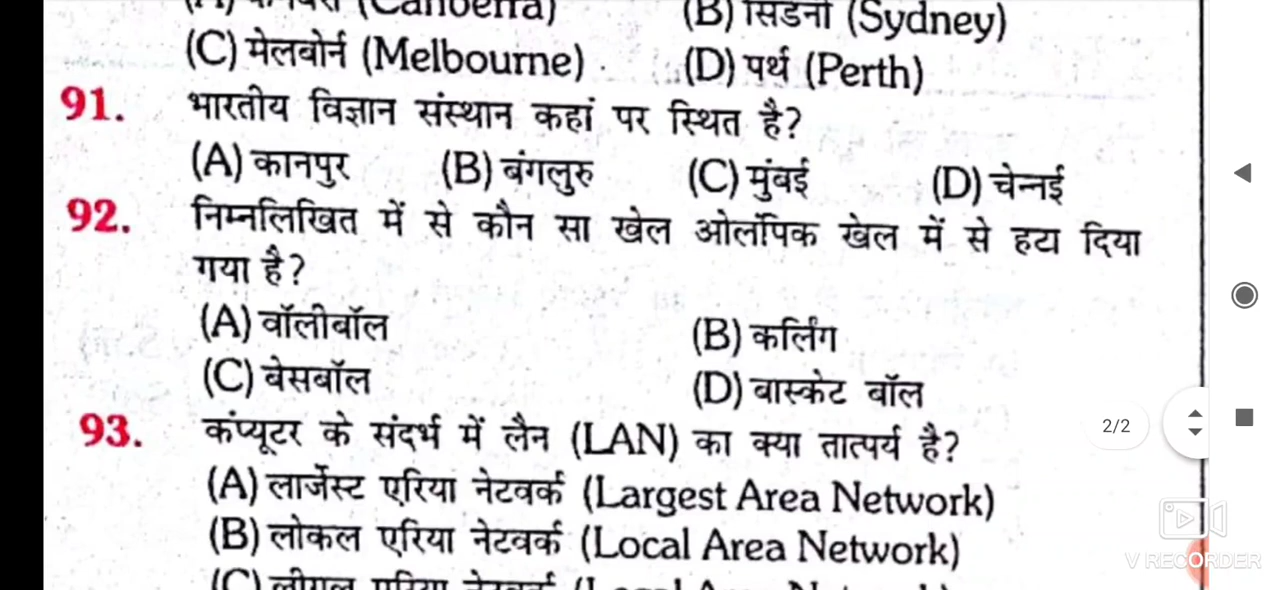 (B) सिडनी (Sydney)
(C) मेलबोर्न (Melbourne) (D) पर्थ (Perth)
91. भारतीय विज्ञान संस्थान कहां पर स्थित है?
(A) कानपुर (B) बंगलुरु (C) मुंबई (D) चेन्नई
92. निम्नलिखित में से कौन सा खेल ओलंपिक खेल में से हटा दिया
गया है?
(A) वॉलीबॉल (B) कर्लिंग
(C) बेसबॉल (D) बास्केट बॉल
93. कंप्यूटर के संदर्भ में लैन (LAN) का क्या तात्पर्य है?
2/2
(A) लार्जेस्ट एरिया नेटवर्क (Largest Area Network)
(B) लोकल एरिया नेटवर्क (Local Area Network)
V RECORDER